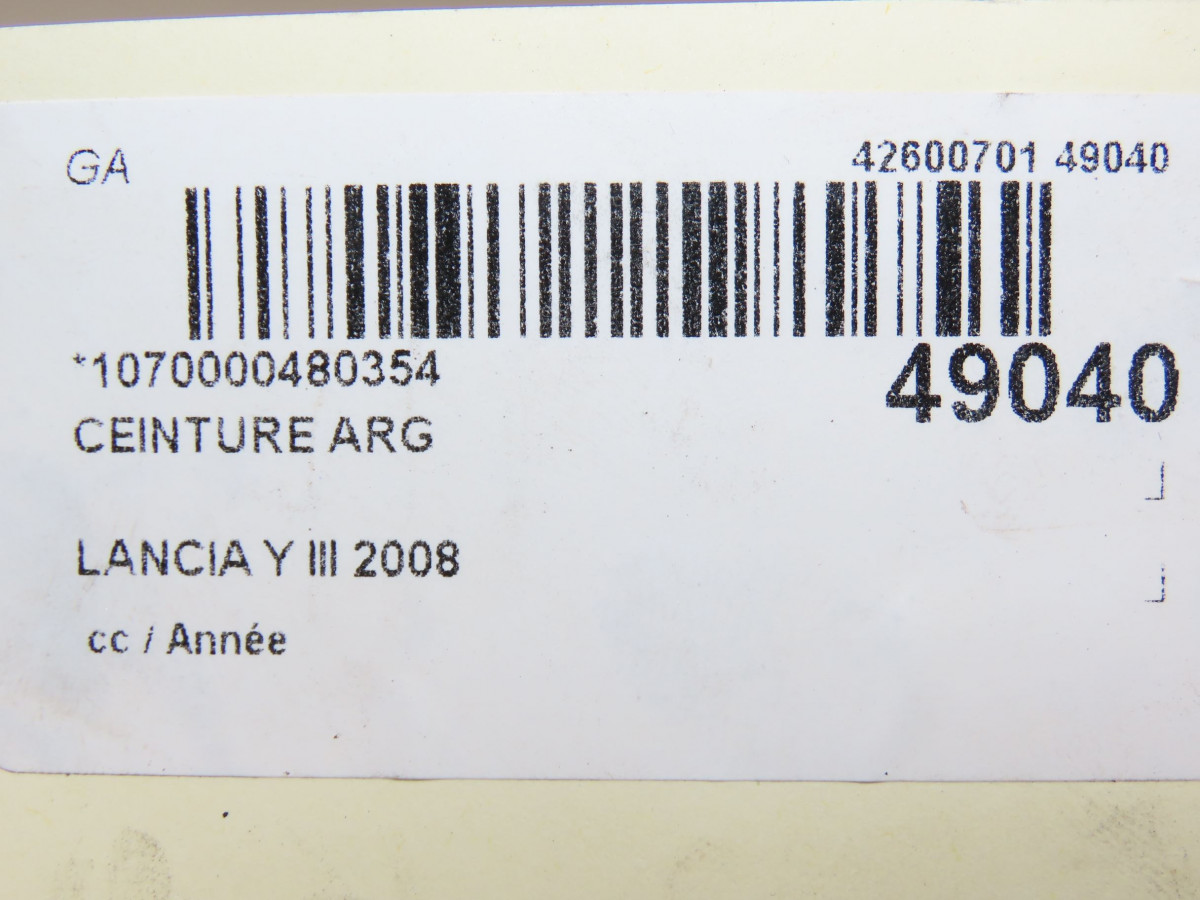 GA
42600701 49040
*1070000480354
49040
CEINTURE ARG
LANCIA Y III 2008
cc / Année